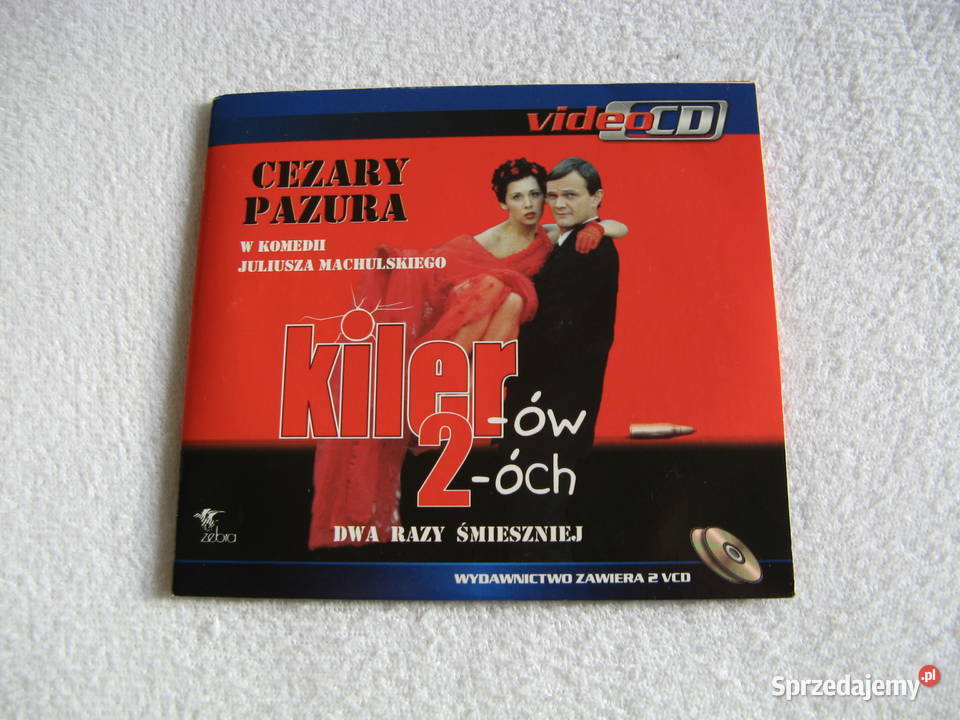 videoCD
CEZARY
PAZURA
W KOMEDII
JULIUSZA MACHULSKIEGO
kiler-ów
2-óch
DWA RAZY ŚMIESZNIEJ
zebra
WYDAWNICTWO ZAWIERA 2 VCD
Sprzedajemy.pl